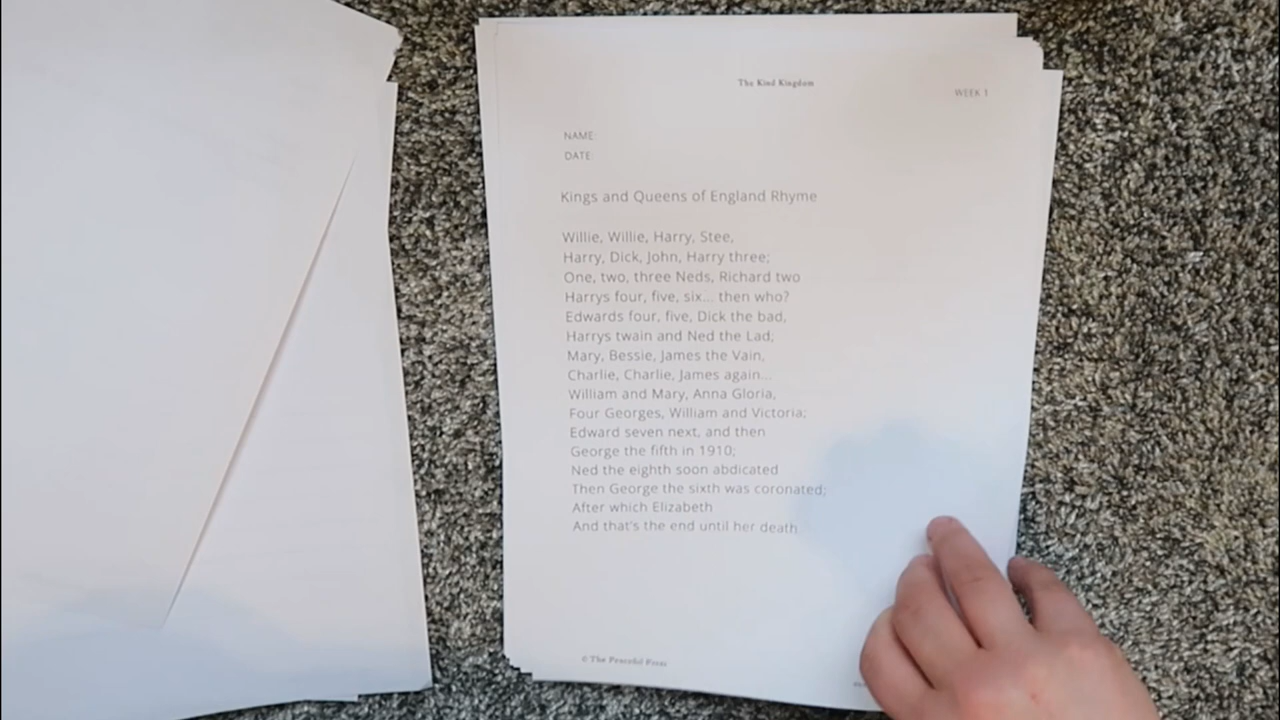 The Kind Kingdom
WEEK 1
NAME:
DATE:
Kings and Queens of England Rhyme
Willie, Willie, Harry, Stee,
Harry, Dick, John, Harry three;
One, two, three Neds, Richard two
Harrys four, five, six... then who?
Edwards four, five, Dick the bad,
Harrys twain and Ned the Lad;
Mary, Bessie, James the Vain,
Charlie, Charlie, James again...
William and Mary, Anna Gloria,
Four Georges, William and Victoria;
Edward seven next, and then
George the fifth in 1910;
Ned the eighth soon abdicated
Then George the sixth was coronated;
After which Elizabeth
And that's the end until her death
© The Peaceful Press